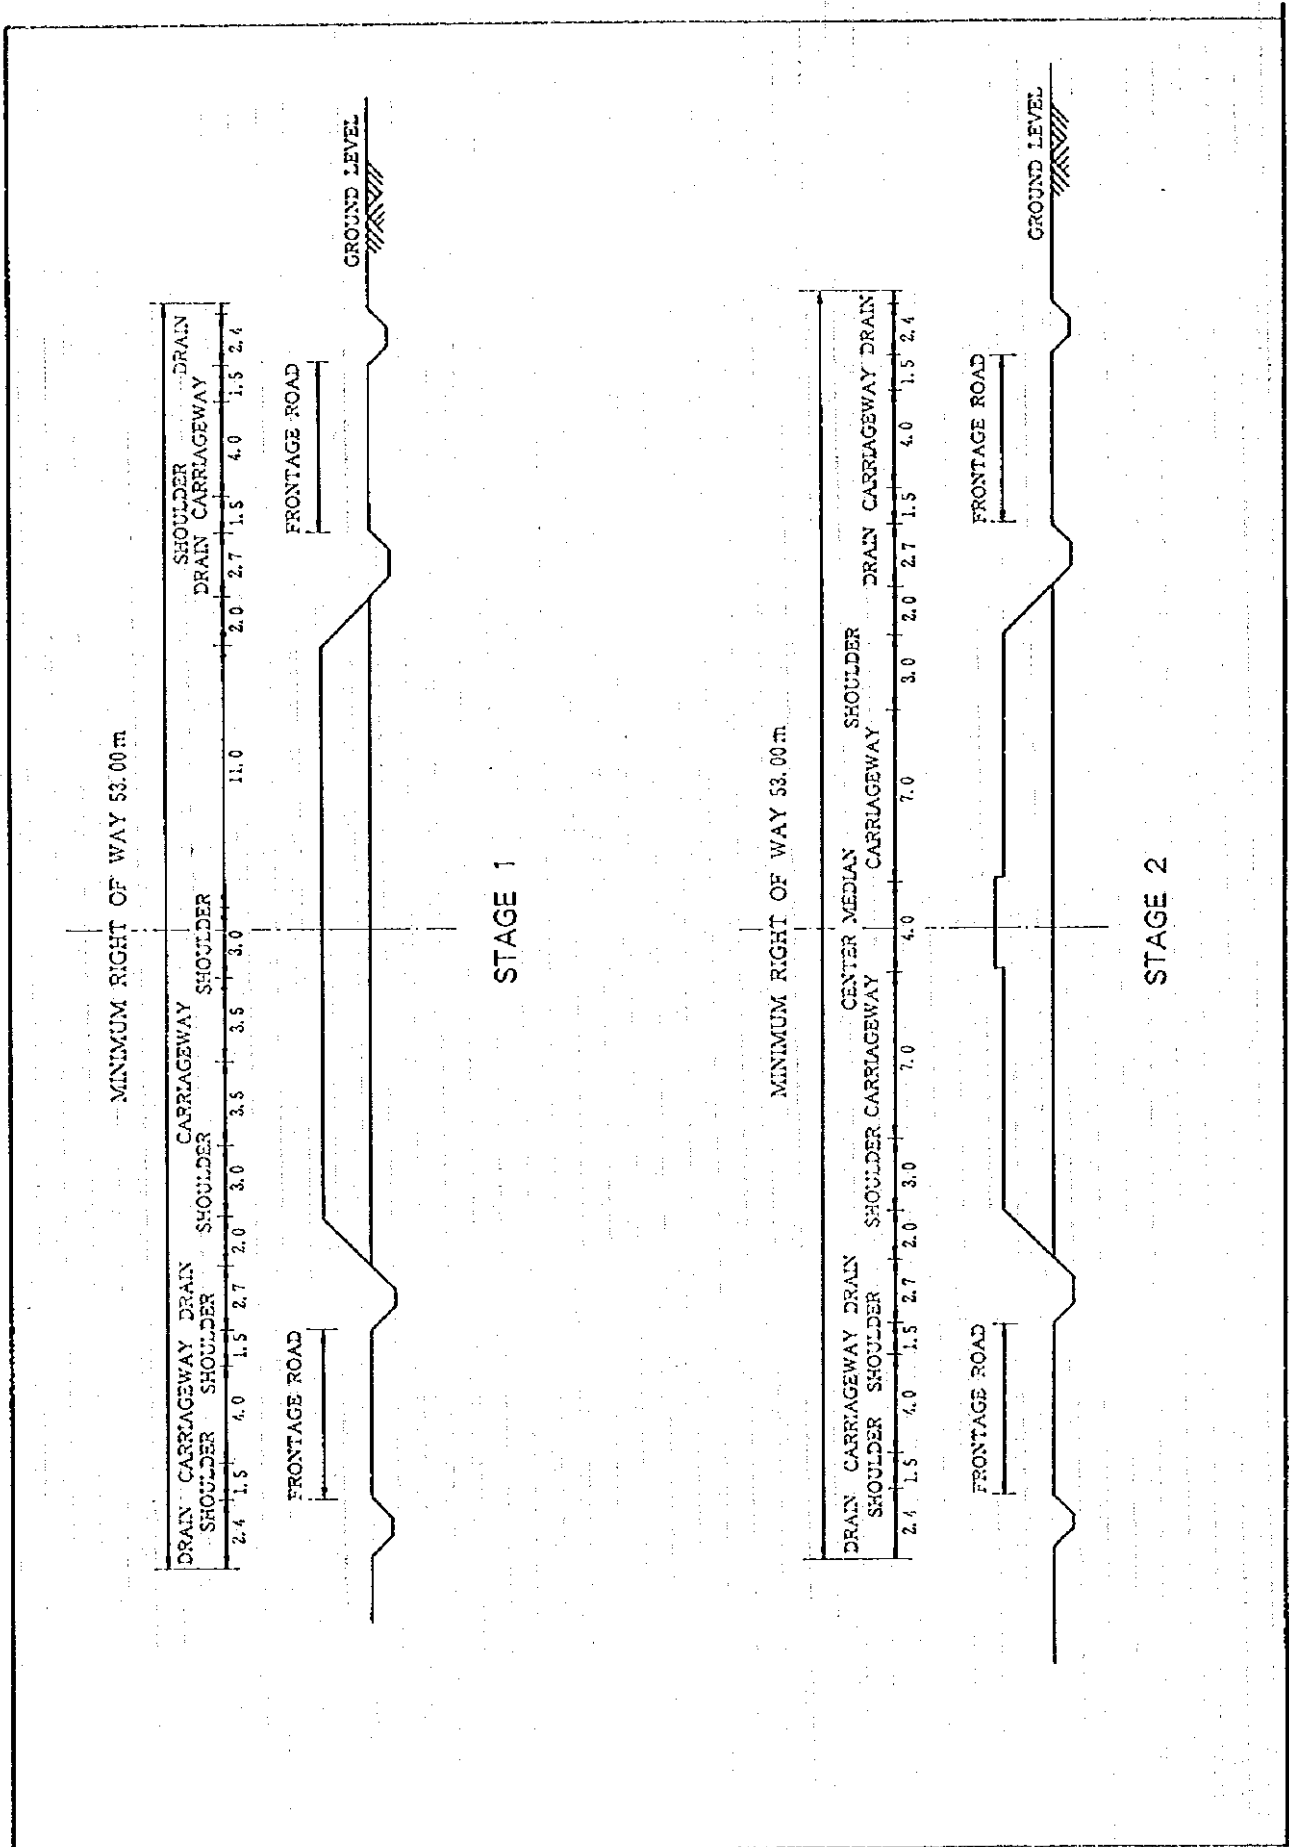 MINIMUM RIGHT OF WAY 53.00m
DRAIN CARRIAGEWAY DRAIN CARRIAGEWAY SHOULDER DRAIN
SHOULDER SHOULDER SHOULDER SHOULDER DRAIN CARRIAGEWAY
2.4 1.5 4.0 1.5 2.7 2.0 3.0 3.5 3.5 3.0 11.0 2.0 2.7 1.5 4.0 1.5 2.4
FRONTAGE ROAD FRONTAGE ROAD
GROUND LEVEL
STAGE 1
MINIMUM RIGHT OF WAY 53.00m
DRAIN CARRIAGEWAY DRAIN CENTER MEDIAN SHOULDER
SHOULDER SHOULDER SHOULDER CARRIAGEWAY CARRIAGEWAY DRAIN CARRIAGEWAY DRAIN
2.4 1.5 4.0 1.5 2.7 2.0 3.0 7.0 4.0 7.0 3.0 2.0 2.7 1.5 4.0 1.5 2.4
FRONTAGE ROAD FRONTAGE ROAD
GROUND LEVEL
STAGE 2